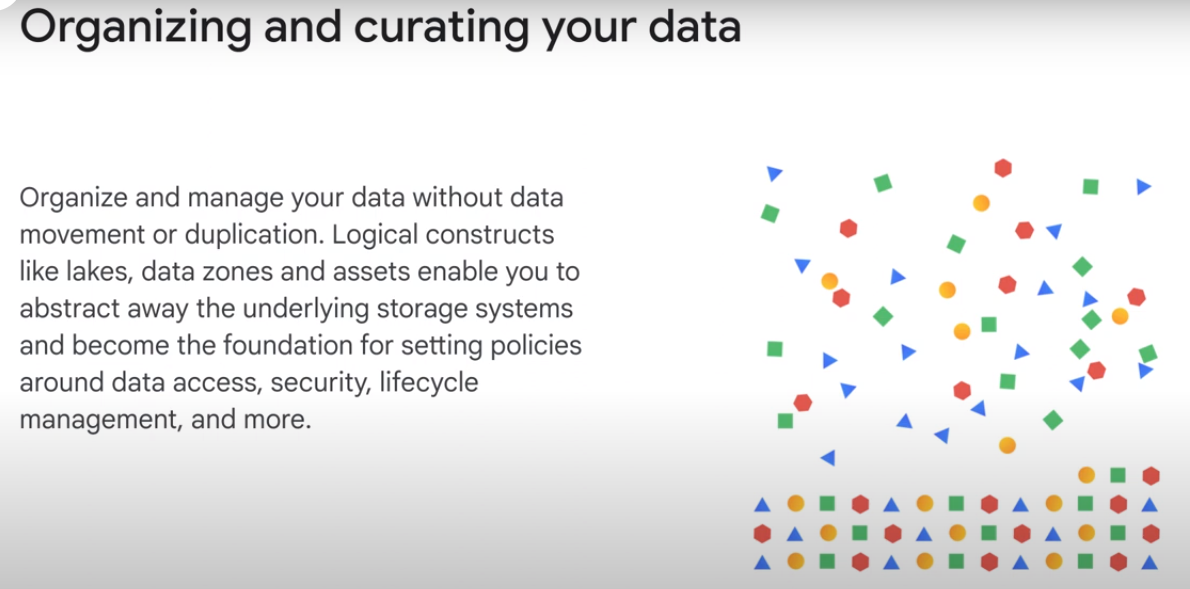 Organizing and curating your data
Organize and manage your data without data
movement or duplication. Logical constructs
like lakes, data zones and assets enable you to
abstract away the underlying storage systems
and become the foundation for setting policies
around data access, security, lifecycle
management, and more.